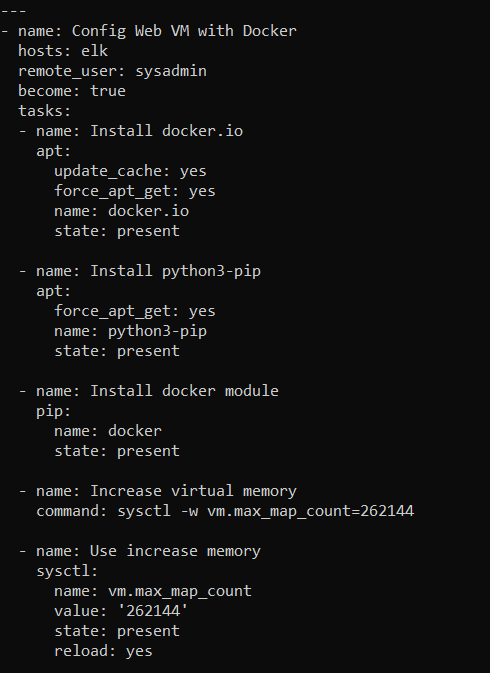 ---
- name: Config Web VM with Docker
  hosts: elk
  remote_user: sysadmin
  become: true
  tasks:
  - name: Install docker.io
    apt:
      update_cache: yes
      force_apt_get: yes
      name: docker.io
      state: present

  - name: Install python3-pip
    apt:
      force_apt_get: yes
      name: python3-pip
      state: present

  - name: Install docker module
    pip:
      name: docker
      state: present

  - name: Increase virtual memory
    command: sysctl -w vm.max_map_count=262144

  - name: Use increase memory
    sysctl:
      name: vm.max_map_count
      value: '262144'
      state: present
      reload: yes